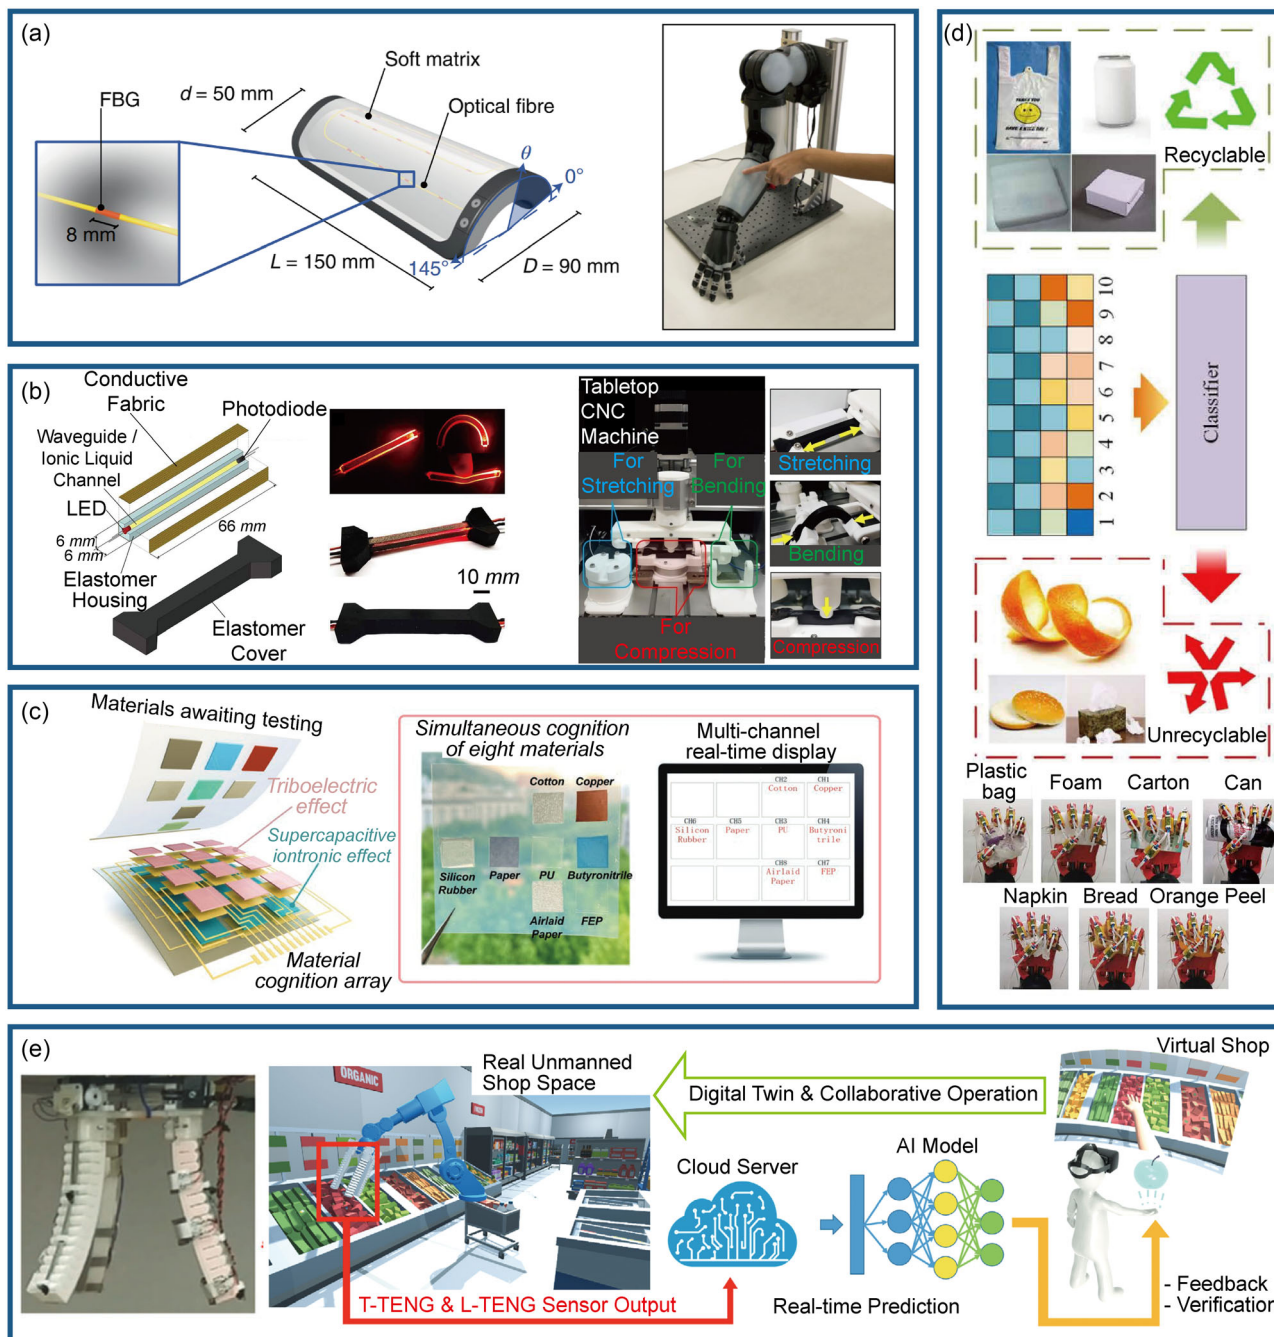 (a)
Soft matrix
FBG
d = 50 mm
Optical fibre
θ
0°
8 mm
145°
L = 150 mm
D = 90 mm
(b)
Conductive
Fabric
Photodiode
Waveguide /
Ionic Liquid
Channel
LED
66 mm
6 mm
6 mm
Elastomer
Housing
10 mm
Elastomer
Cover
Tabletop
CNC
Machine
For
Stretching
For
Bending
For
Compression
Stretching
Bending
Compression
(c)
Materials awaiting testing
Triboelectric
effect
Supercapacitive
iontronic effect
Material
cognition array
Simultaneous cognition
of eight materials
Cotton
Copper
Silicon
Rubber
Paper
PU
Butyronitrile
Airlaid
Paper
FEP
Multi-channel
real-time display
CH2
CH1
Cotton
Copper
CH6
CH5
CH3
CH4
Silicon
Rubber
Paper
PU
Butyroni
trile
CH8
CH7
Airlaid
Paper
FEP
(d)
THANK YOU
HAVE A NICE DAY !
Recyclable
10
9
8
7
6
5
4
3
2
1
Classifier
Unrecyclable
Plastic
bag
Foam
Carton
Can
Napkin
Bread
Orange Peel
(e)
ORGANIC
Real Unmanned
Shop Space
Virtual Shop
Digital Twin & Collaborative Operation
Cloud Server
AI Model
T-TENG & L-TENG Sensor Output
Real-time Prediction
- Feedback
- Verification